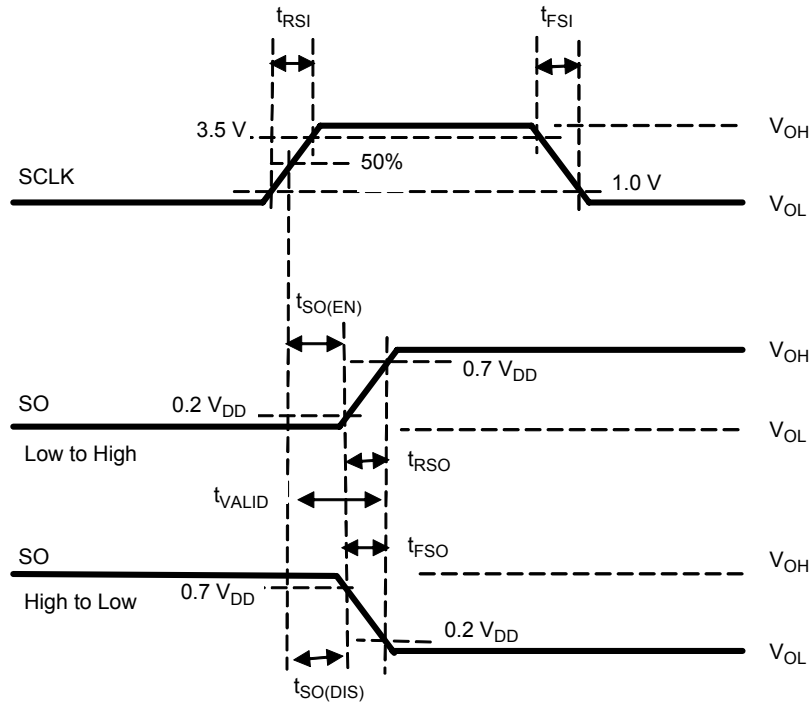 tRSI
tFSI
3.5 V
VOH
50%
SCLK
1.0 V
VOL
tSO(EN)
VOH
0.7 VDD
SO
0.2 VDD
VOL
Low to High
tRSO
tVALID
tFSO
SO
VOH
High to Low
0.7 VDD
0.2 VDD
VOL
tSO(DIS)